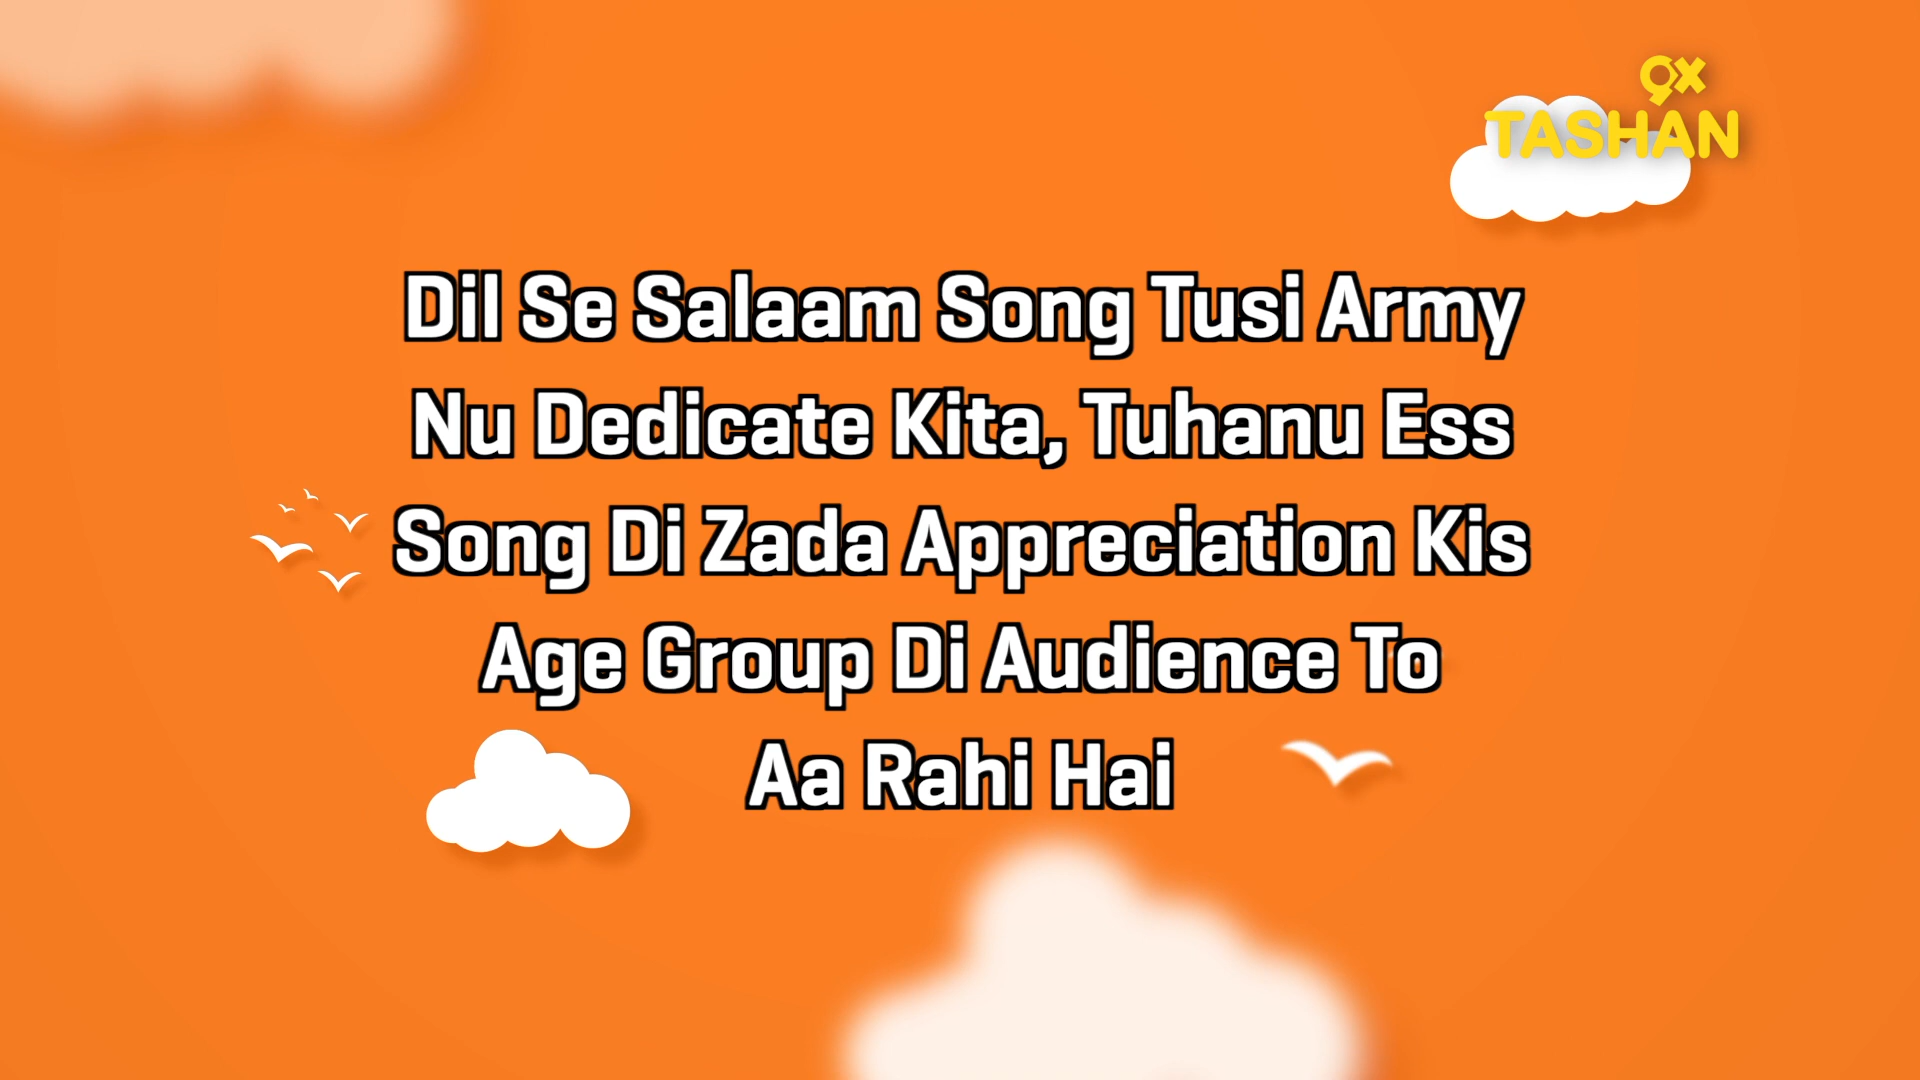 9x
TASHAN
Dil Se Salaam Song Tusi Army
Nu Dedicate Kita, Tuhanu Ess
Song Di Zada Appreciation Kis
Age Group Di Audience To
Aa Rahi Hai